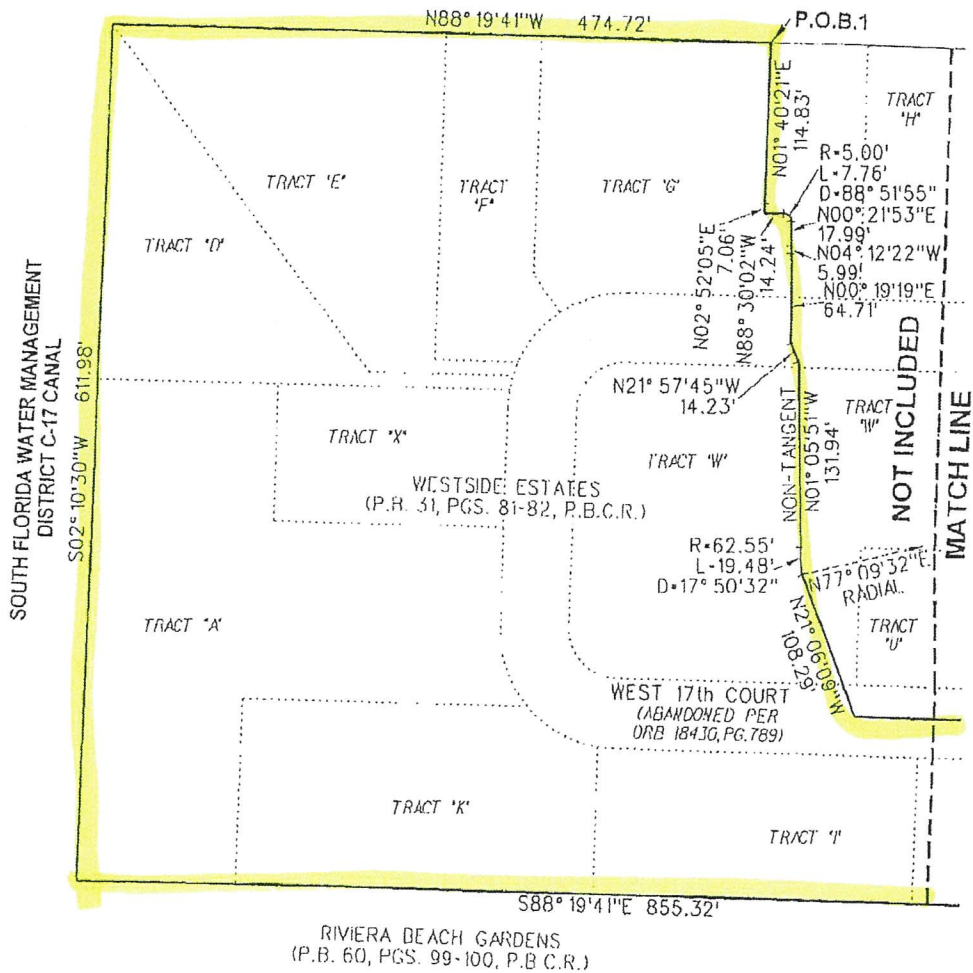 N88° 19'41"W 474.72'
P.O.B.1
N01° 40'21"E
114.83'
TRACT
'H'
R=5.00'
L=7.76'
D=88° 51'55"
N00° 21'53"E
17.99'
N04° 12'22"W
5.99'
N00° 19'19"E
64.71'
TRACT 'E'
TRACT
'F'
TRACT 'G'
TRACT 'D'
N02° 52'05"E
7.06"
N88° 30'02"W
14.24'
SOUTH FLORIDA WATER MANAGEMENT
DISTRICT C-17 CANAL
S02° 10'30"W 611.98'
N21° 57'45"W
14.23'
NON-TANGENT
N01° 05'51"W
131.94'
TRACT
'W'
NOT INCLUDED
MATCH LINE
TRACT 'X'
TRACT 'W'
WESTSIDE ESTATES
(P.B. 31, PGS. 81-82, P.B.C.R.)
R=62.55'
L=19.48'
D=17° 50'32"
N77° 09'32"E
RADIAL
N21° 06'09"W
108.29'
TRACT
'U'
TRACT 'A'
WEST 17th COURT
(ABANDONED PER
ORB 18430, PG. 789)
TRACT 'K'
TRACT 'I'
S88° 19'41"E 855.32'
RIVIERA BEACH GARDENS
(P.B. 60, PGS. 99-100, P.B C.R.)